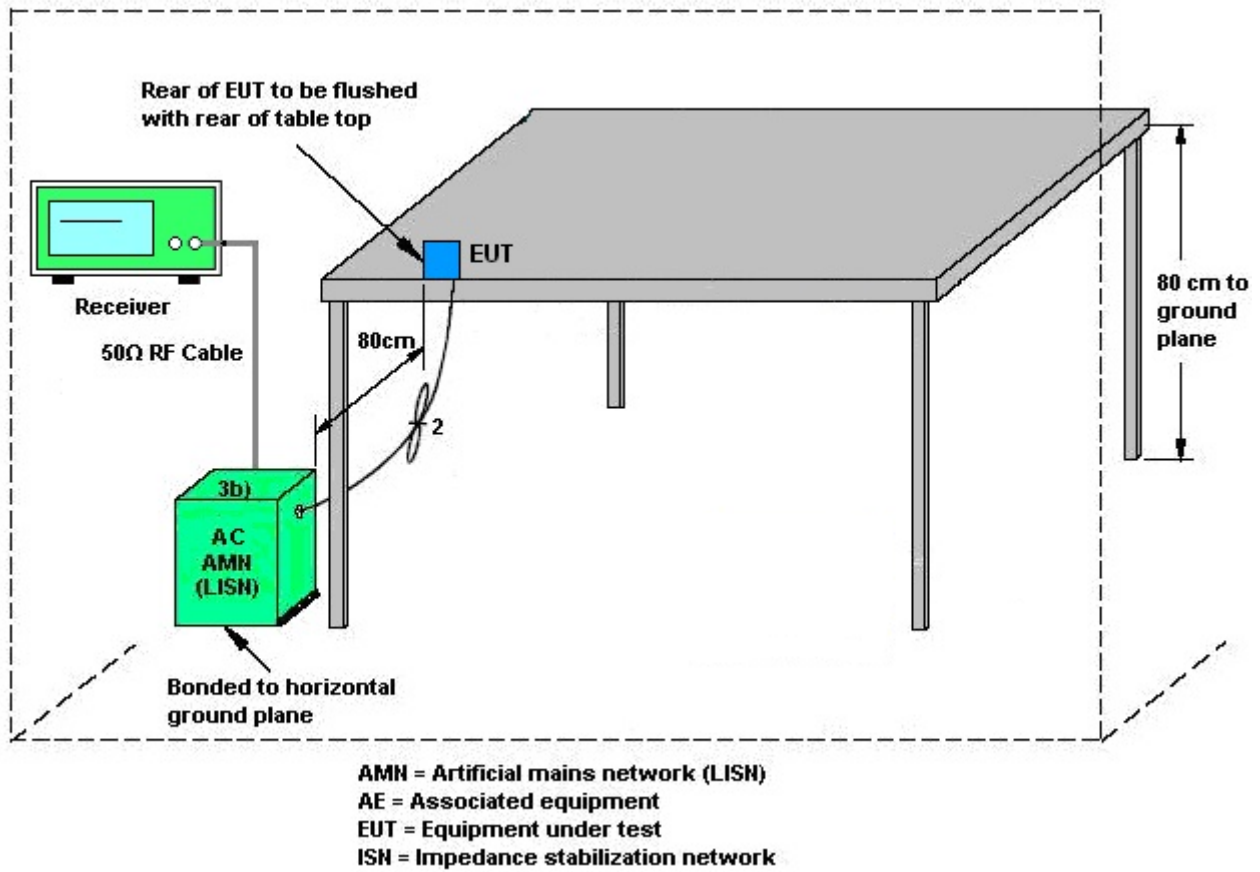 Rear of EUT to be flushed
with rear of table top
EUT
Receiver
50Ω RF Cable
80cm
2
80 cm to
ground
plane
3b)
AC
AMN
(LISN)
Bonded to horizontal
ground plane
AMN = Artificial mains network (LISN)
AE = Associated equipment
EUT = Equipment under test
ISN = Impedance stabilization network